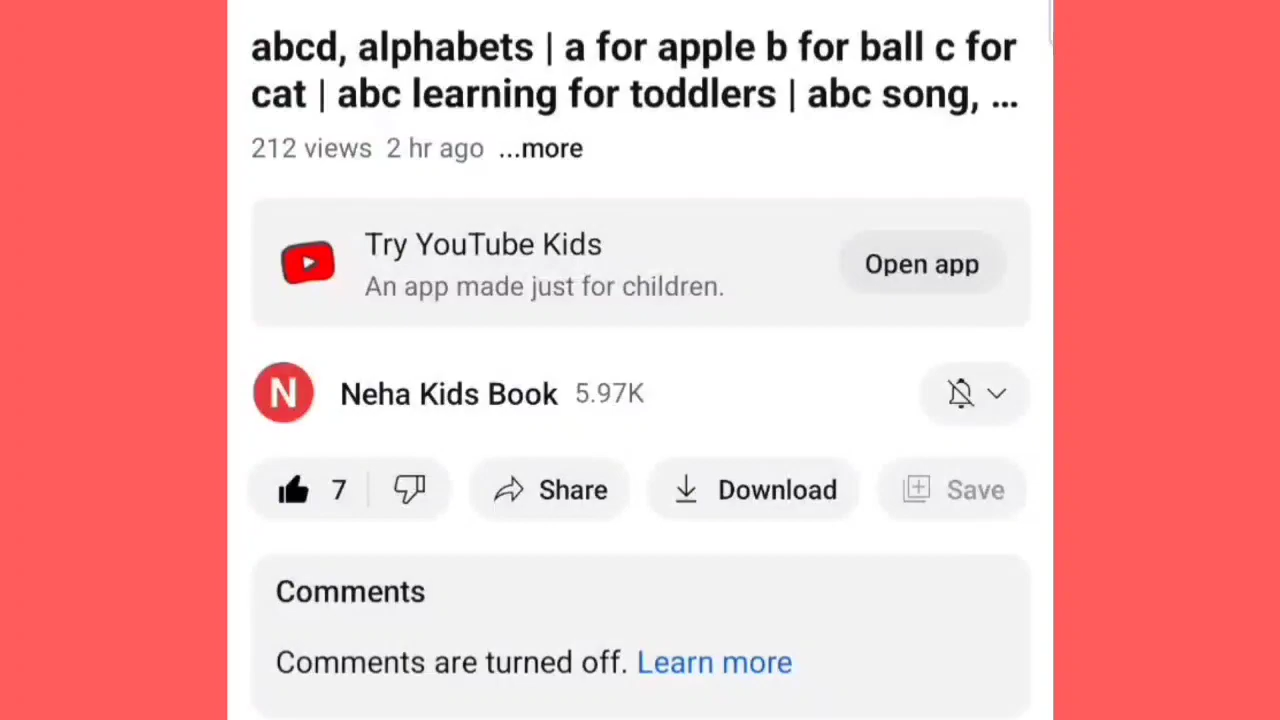 abcd, alphabets | a for apple b for ball c for
cat | abc learning for toddlers | abc song, ...
212 views 2 hr ago ...more
Try YouTube Kids
An app made just for children.
Open app
N
Neha Kids Book 5.97K
7
Share
Download
Save
Comments
Comments are turned off. Learn more